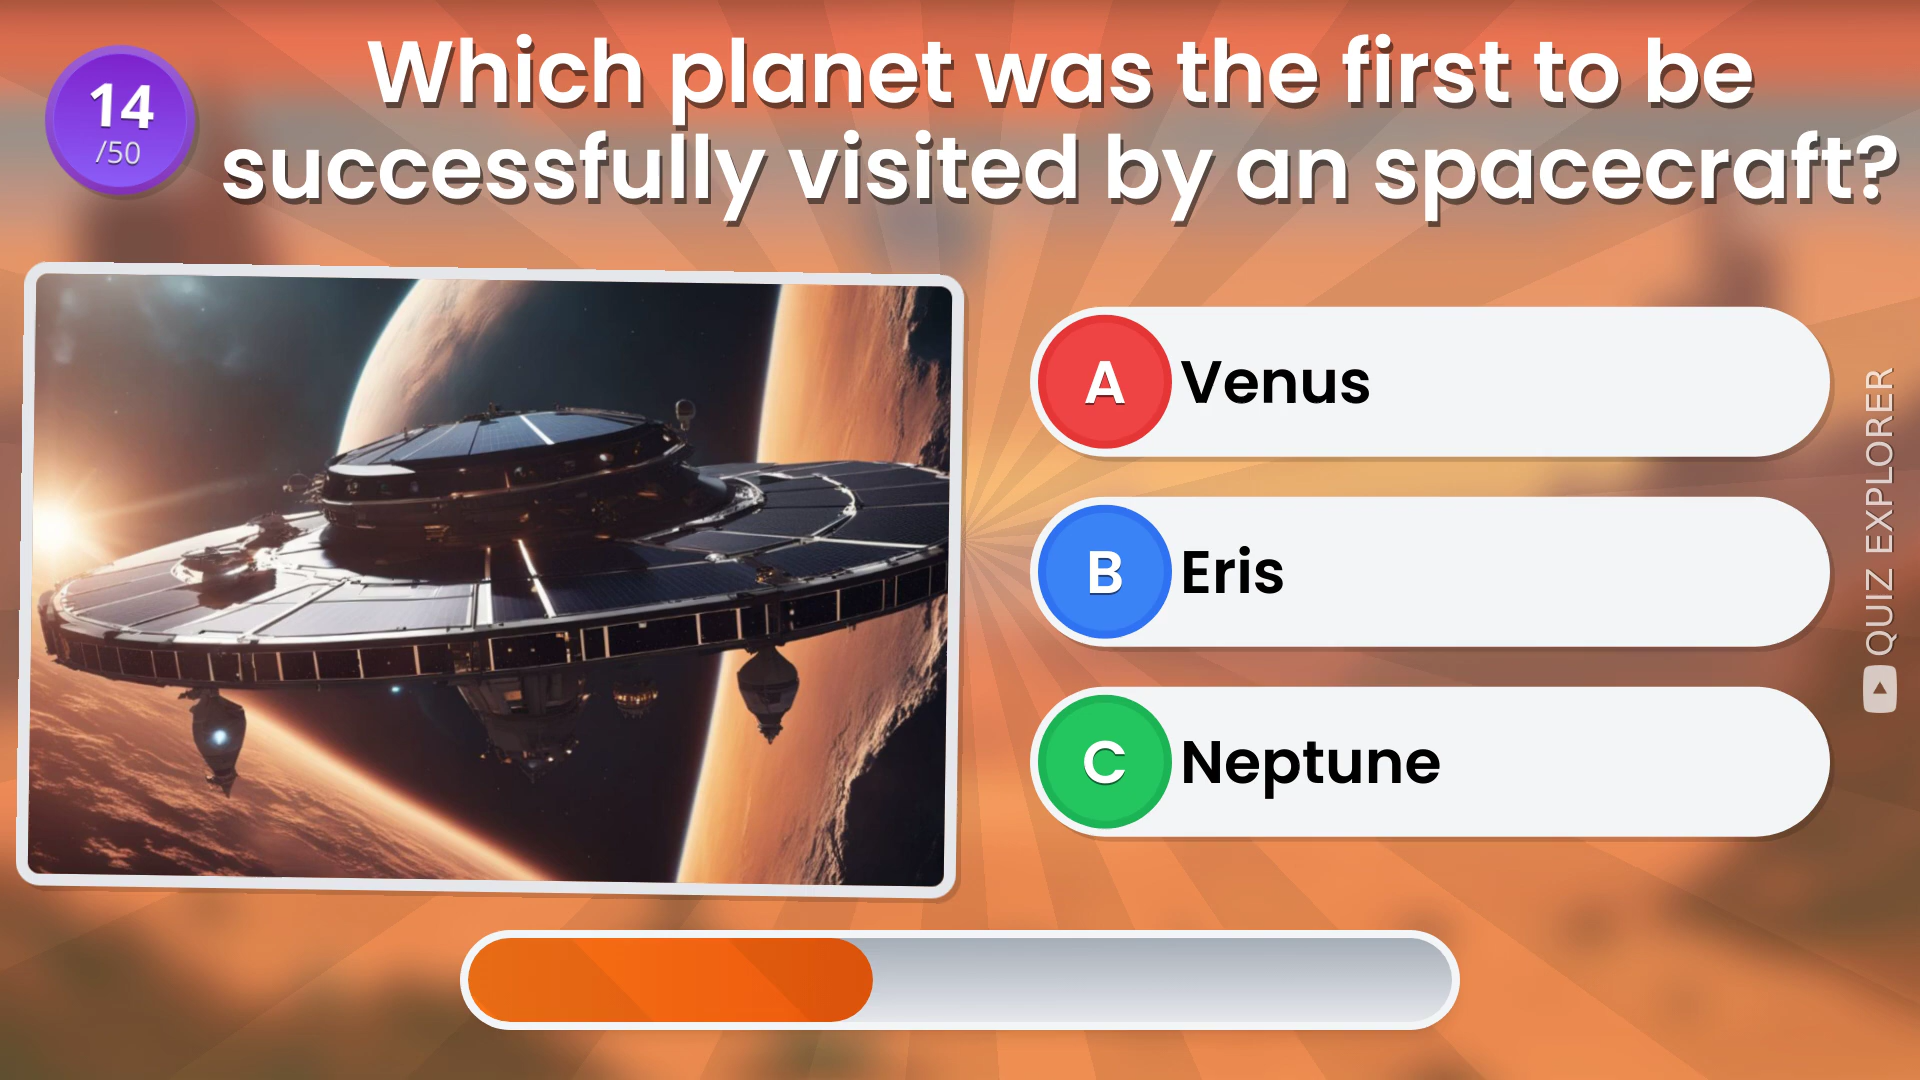 14
/50
Which planet was the first to be
successfully visited by an spacecraft?
A Venus
B Eris
C Neptune
QUIZ EXPLORER